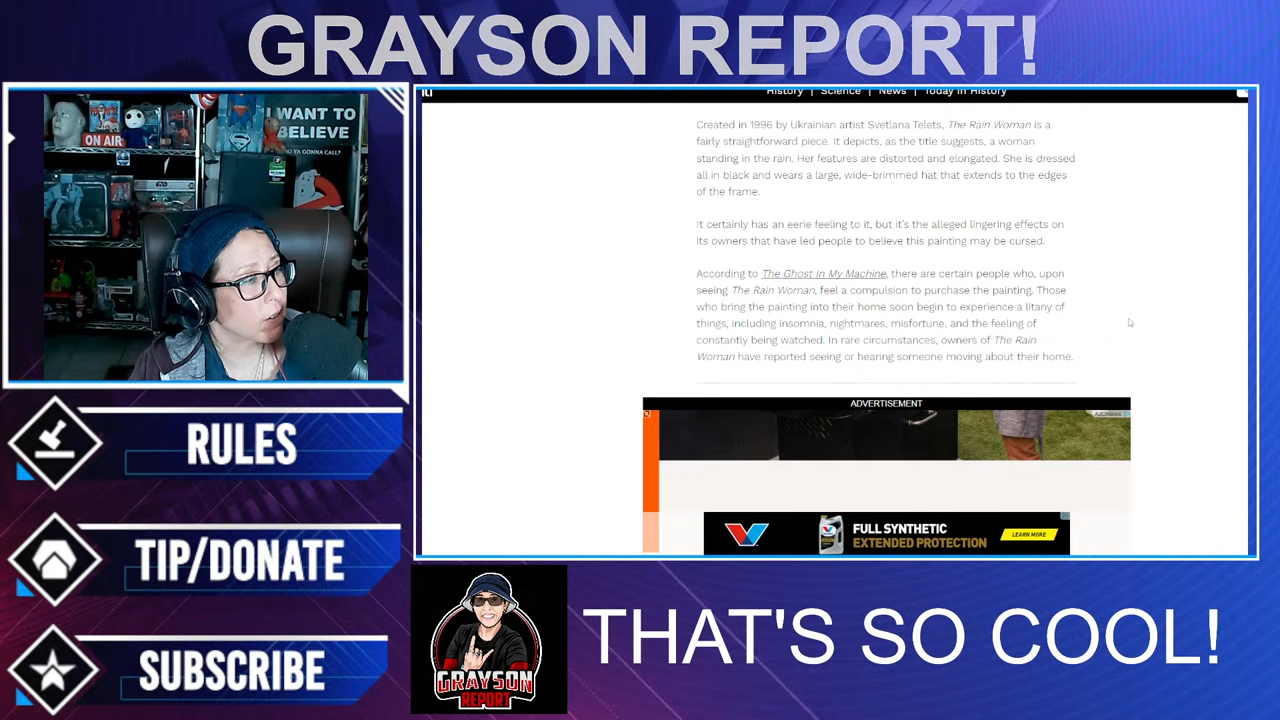 GRAYSON REPORT!
ON AIR
I WANT TO
BELIEVE
YA GONNA CALL?
History | Science | News | Today in History
Created in 1996 by Ukrainian artist Svetlana Telets, The Rain Woman is a
fairly straightforward piece. It depicts, as the title suggests, a woman
standing in the rain. Her features are distorted and elongated. She is dressed
all in black and wears a large, wide-brimmed hat that extends to the edges
of the frame.
It certainly has an eerie feeling to it, but it's the alleged lingering effects on
its owners that have led people to believe this painting may be cursed.
According to The Ghost In My Machine, there are certain people who, upon
seeing The Rain Woman, feel a compulsion to purchase the painting. Those
who bring the painting into their home soon begin to experience a litany of
things, including insomnia, nightmares, misfortune, and the feeling of
constantly being watched. In rare circumstances, owners of The Rain
Woman have reported seeing or hearing someone moving about their home.
ADVERTISEMENT
AdChoices
FULL SYNTHETIC
EXTENDED PROTECTION
LEARN MORE
RULES
TIP/DONATE
SUBSCRIBE
GRAYSON
REPORT
THAT'S SO COOL!